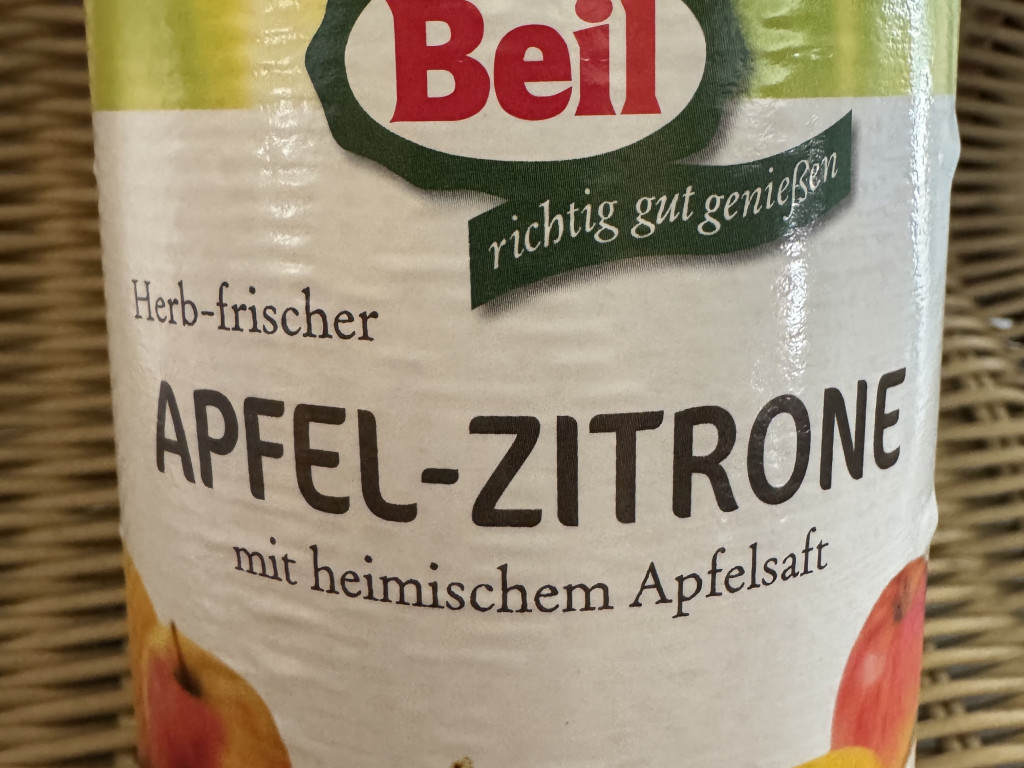 Beil
richtig gut genießen
Herb-frischer
APFEL-ZITRONE
mit heimischem Apfelsaft